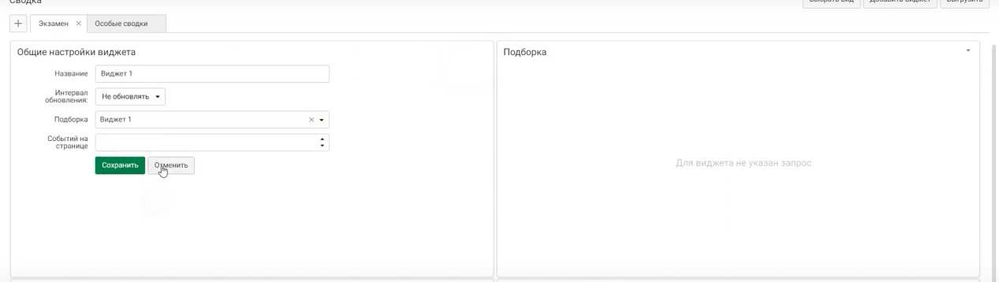 Сводка
Выбрать вид Добавить виджет Выгрузить
Экзамен
Особые сводки
Общие настройки виджета
Название Виджет 1
Интервал
обновления: Не обновлять
Подборка Виджет 1
Событий на
странице
Сохранить Отменить
Подборка
Для виджета не указан запрос